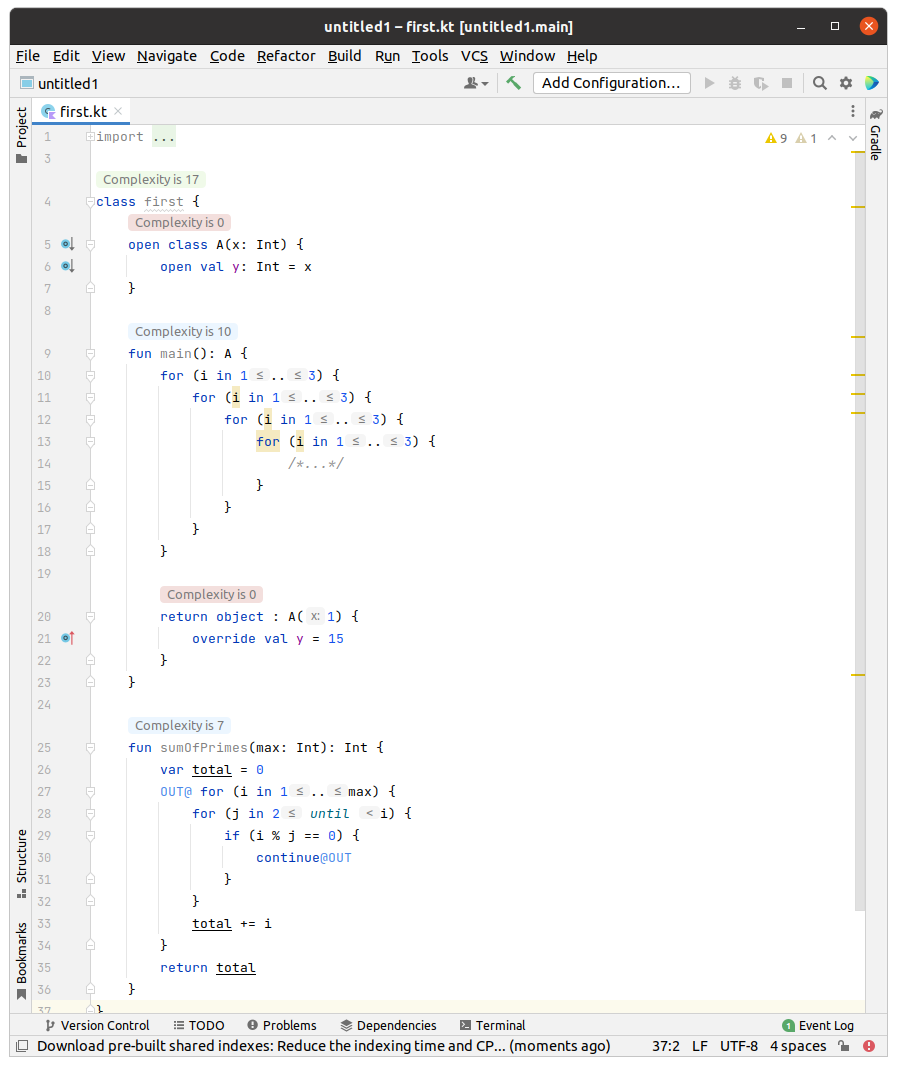 untitled1 – first.kt [untitled1.main]
File Edit View Navigate Code Refactor Build Run Tools VCS Window Help
untitled1 Add Configuration...
Project
first.kt
Gradle
1 import ... 9 1
3
Complexity is 17
4 class first {
Complexity is 0
5 open class A(x: Int) {
6 open val y: Int = x
7 }
8
Complexity is 10
9 fun main(): A {
10 for (i in 1 ≤ .. ≤ 3) {
11 for (i in 1 ≤ .. ≤ 3) {
12 for (i in 1 ≤ .. ≤ 3) {
13 for (i in 1 ≤ .. ≤ 3) {
14 /*...*/
15 }
16 }
17 }
18 }
19
Complexity is 0
20 return object : A( x: 1) {
21 override val y = 15
22 }
23 }
24
Complexity is 7
25 fun sumOfPrimes(max: Int): Int {
26 var total = 0
27 OUT@ for (i in 1 ≤ .. ≤ max) {
28 for (j in 2 ≤ until < i) {
29 if (i % j == 0) {
30 continue@OUT
31 }
32 }
33 total += i
34 }
35 return total
36 }
37 }
Structure
Bookmarks
Version Control TODO Problems Dependencies Terminal 1 Event Log
Download pre-built shared indexes: Reduce the indexing time and CP... (moments ago) 37:2 LF UTF-8 4 spaces